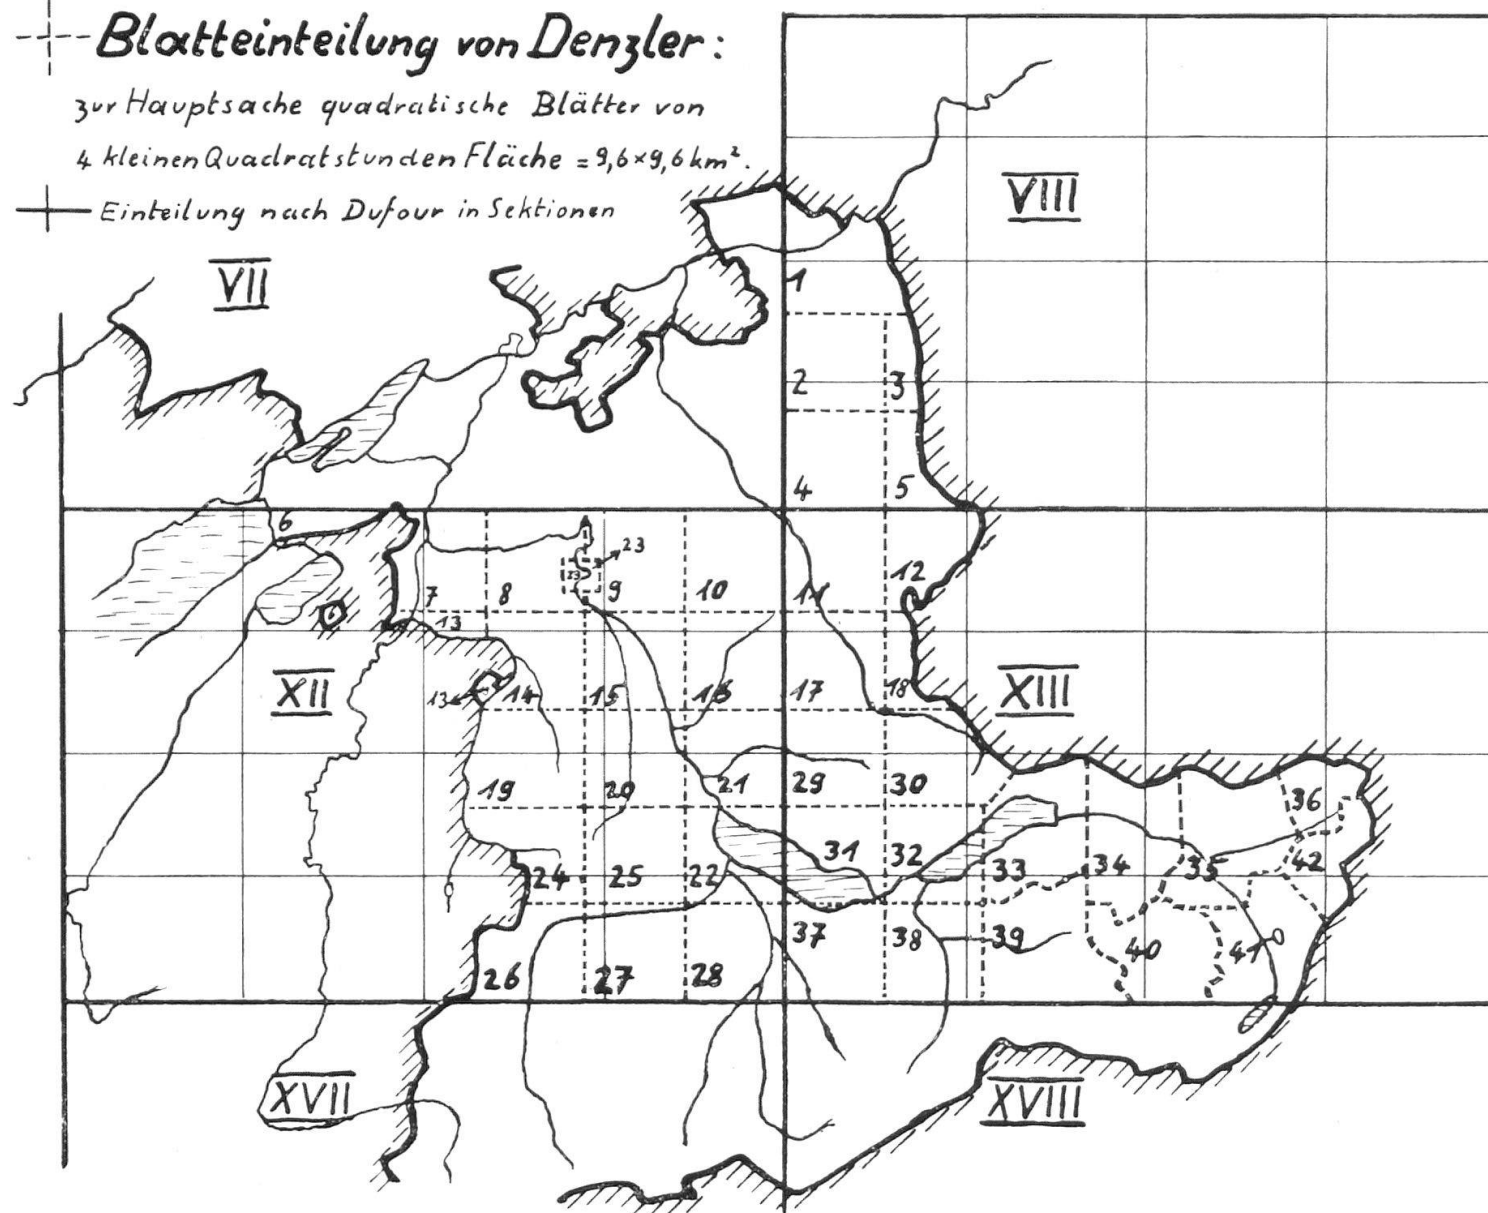 Blatteinteilung von Denzler:
zur Hauptsache quadratische Blätter von
4 kleinen Quadratstunden Fläche = 9,6×9,6 km².
Einteilung nach Dufour in Sektionen
VIII
VII
1
2 3
4 5
6
23
23
12
7 8 9 10 11
13
XII
XIII
13 14 15 16 17 18
19 20 21 29 30
36
31 32 33 34 35 42
24 25 22
37 38 39 40 41
26 27 28
XVII
XVIII